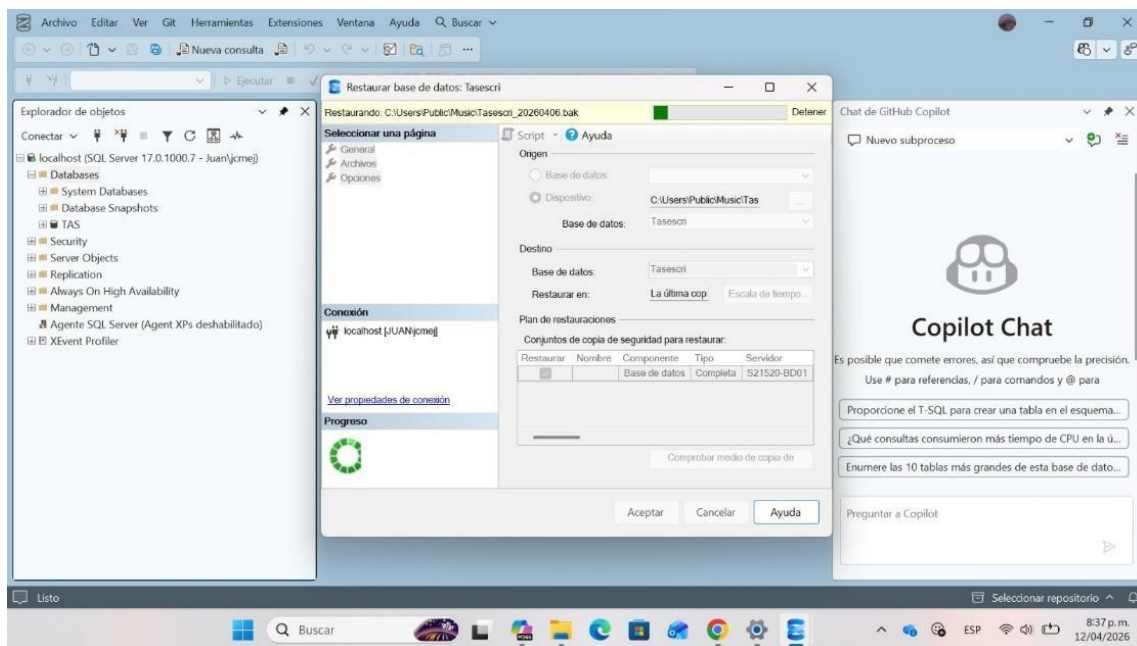 Archivo Editar Ver Git Herramientas Extensiones Ventana Ayuda Buscar
Nueva consulta
Ejecutar
Explorador de objetos
Conectar
localhost (SQL Server 17.0.1000.7 - Juan\jcmej)
Databases
System Databases
Database Snapshots
TAS
Security
Server Objects
Replication
Always On High Availability
Management
Agente SQL Server (Agent XPs deshabilitado)
XEvent Profiler
Restaurar base de datos: Tasescri
Restaurando: C:\Users\Public\Music\Tasescri_20260406.bak
Detener
Seleccionar una página
General
Archivos
Opciones
Conexión
localhost [JUAN\jcmej]
Ver propiedades de conexión
Progreso
Script Ayuda
Origen
Base de datos:
Dispositivo: C:\Users\Public\Music\Tas ...
Base de datos: Tasescri
Destino
Base de datos: Tasescri
Restaurar en: La última cop Escala de tiempo...
Plan de restauraciones
Conjuntos de copia de seguridad para restaurar:
Restaurar Nombre Componente Tipo Servidor
Base de datos Completa S21520-BD01
Comprobar medio de copia de
Aceptar Cancelar Ayuda
Chat de GitHub Copilot
Nuevo subproceso
Copilot Chat
Es posible que comete errores, así que compruebe la precisión.
Use # para referencias, / para comandos y @ para
Proporcione el T-SQL para crear una tabla en el esquema...
¿Qué consultas consumieron más tiempo de CPU en la ú...
Enumere las 10 tablas más grandes de esta base de dato...
Preguntar a Copilot
Listo
Seleccionar repositorio
Buscar
ESP
8:37 p.m.
12/04/2026